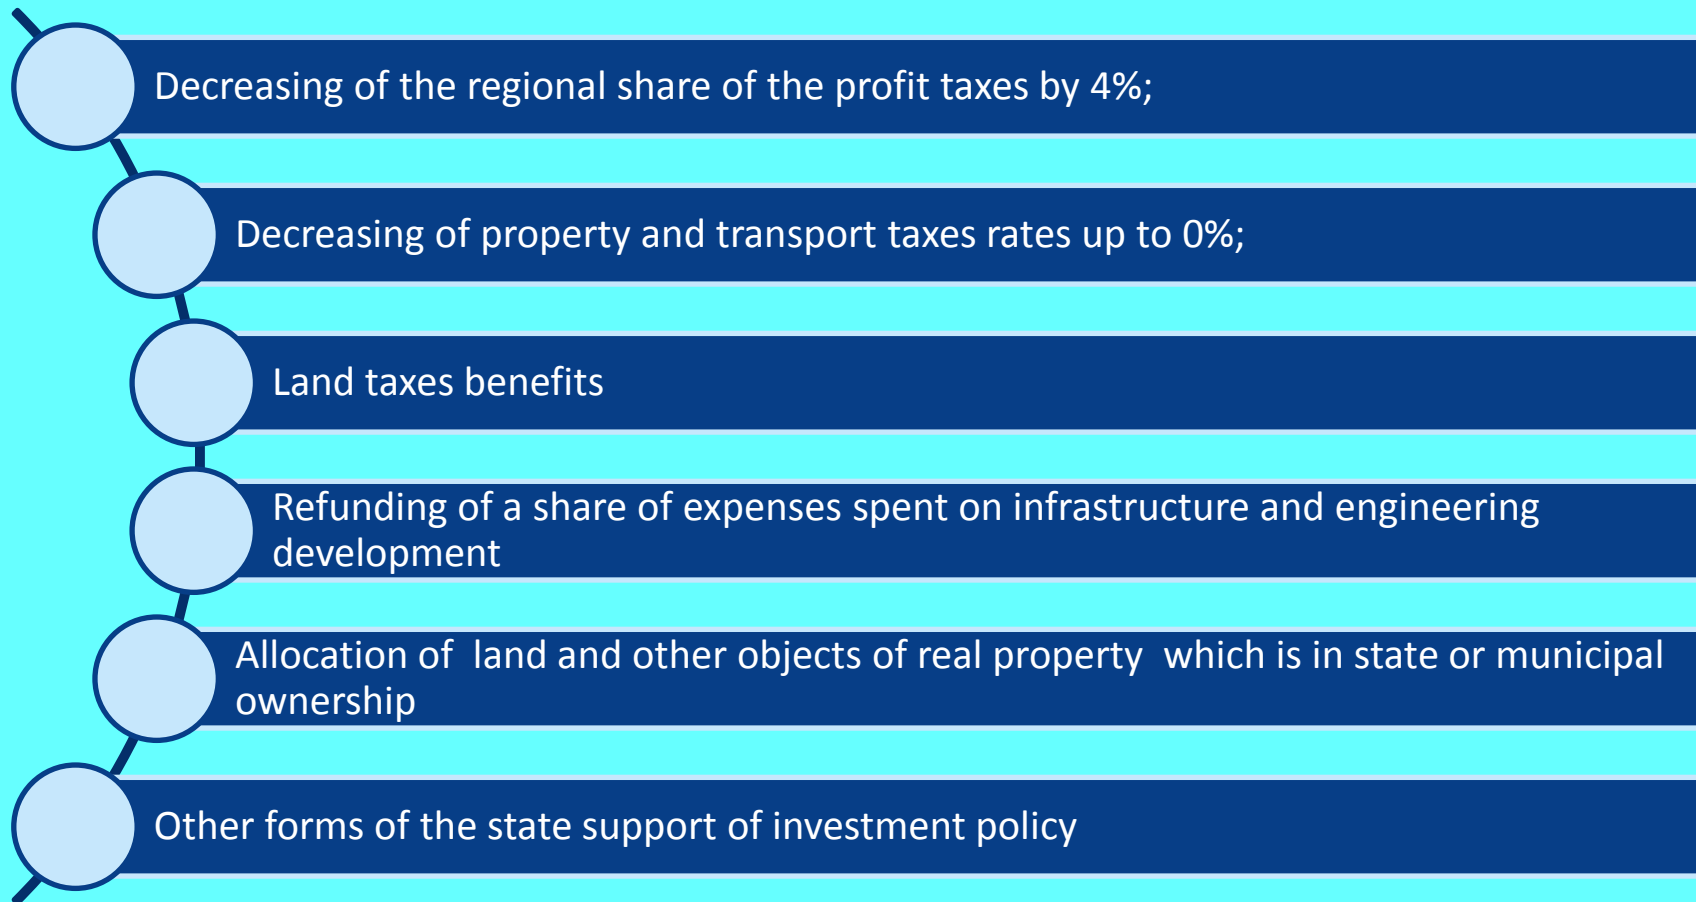 Decreasing of the regional share of the profit taxes by 4%;
Decreasing of property and transport taxes rates up to 0%;
Land taxes benefits
Refunding of a share of expenses spent on infrastructure and engineering
development
Allocation of  land and other objects of real property  which is in state or municipal
ownership
Other forms of the state support of investment policy